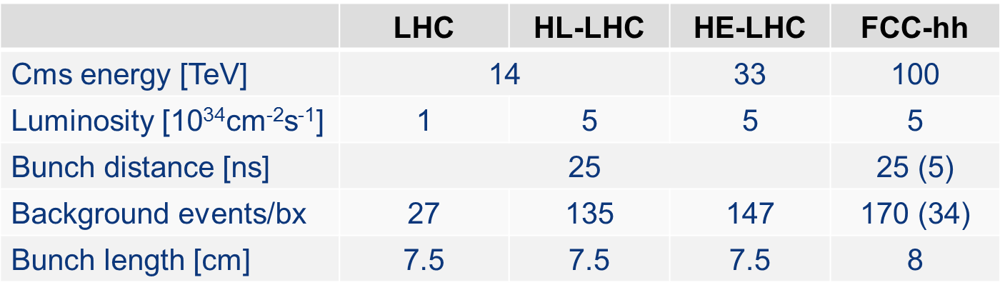 LHC HL-LHC HE-LHC FCC-hh
Cms energy [TeV] 14 33 100
Luminosity [10³⁴cm⁻²s⁻¹] 1 5 5 5
Bunch distance [ns] 25 25 (5)
Background events/bx 27 135 147 170 (34)
Bunch length [cm] 7.5 7.5 7.5 8